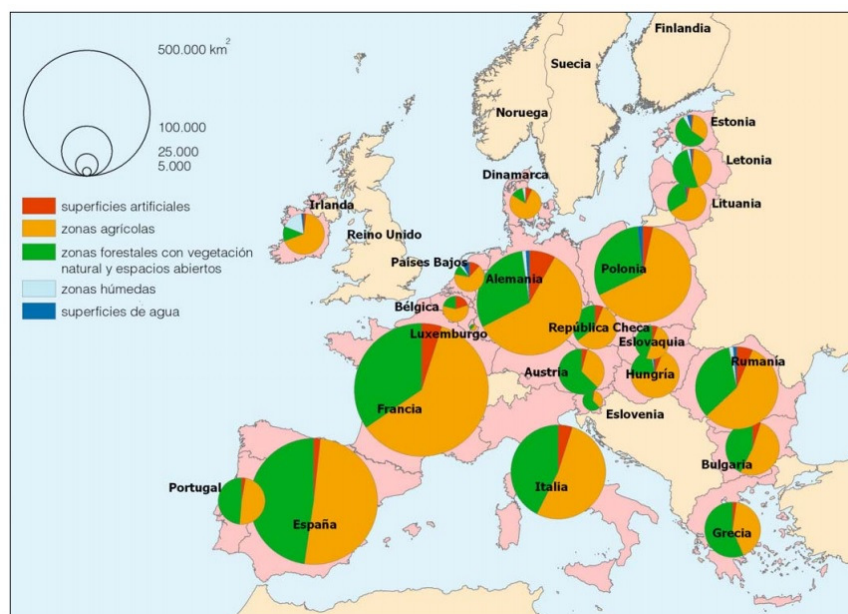 500.000 km²
100.000
25.000
5.000
superficies artificiales
zonas agrícolas
zonas forestales con vegetación
natural y espacios abiertos
zonas húmedas
superficies de agua
Finlandia
Suecia
Noruega
Estonia
Letonia
Lituania
Dinamarca
Irlanda
Reino Unido
Países Bajos
Alemania
Polonia
Bélgica
Luxemburgo
República Checa
Eslovaquia
Austria
Hungría
Rumanía
Francia
Eslovenia
Bulgaria
Portugal
España
Italia
Grecia